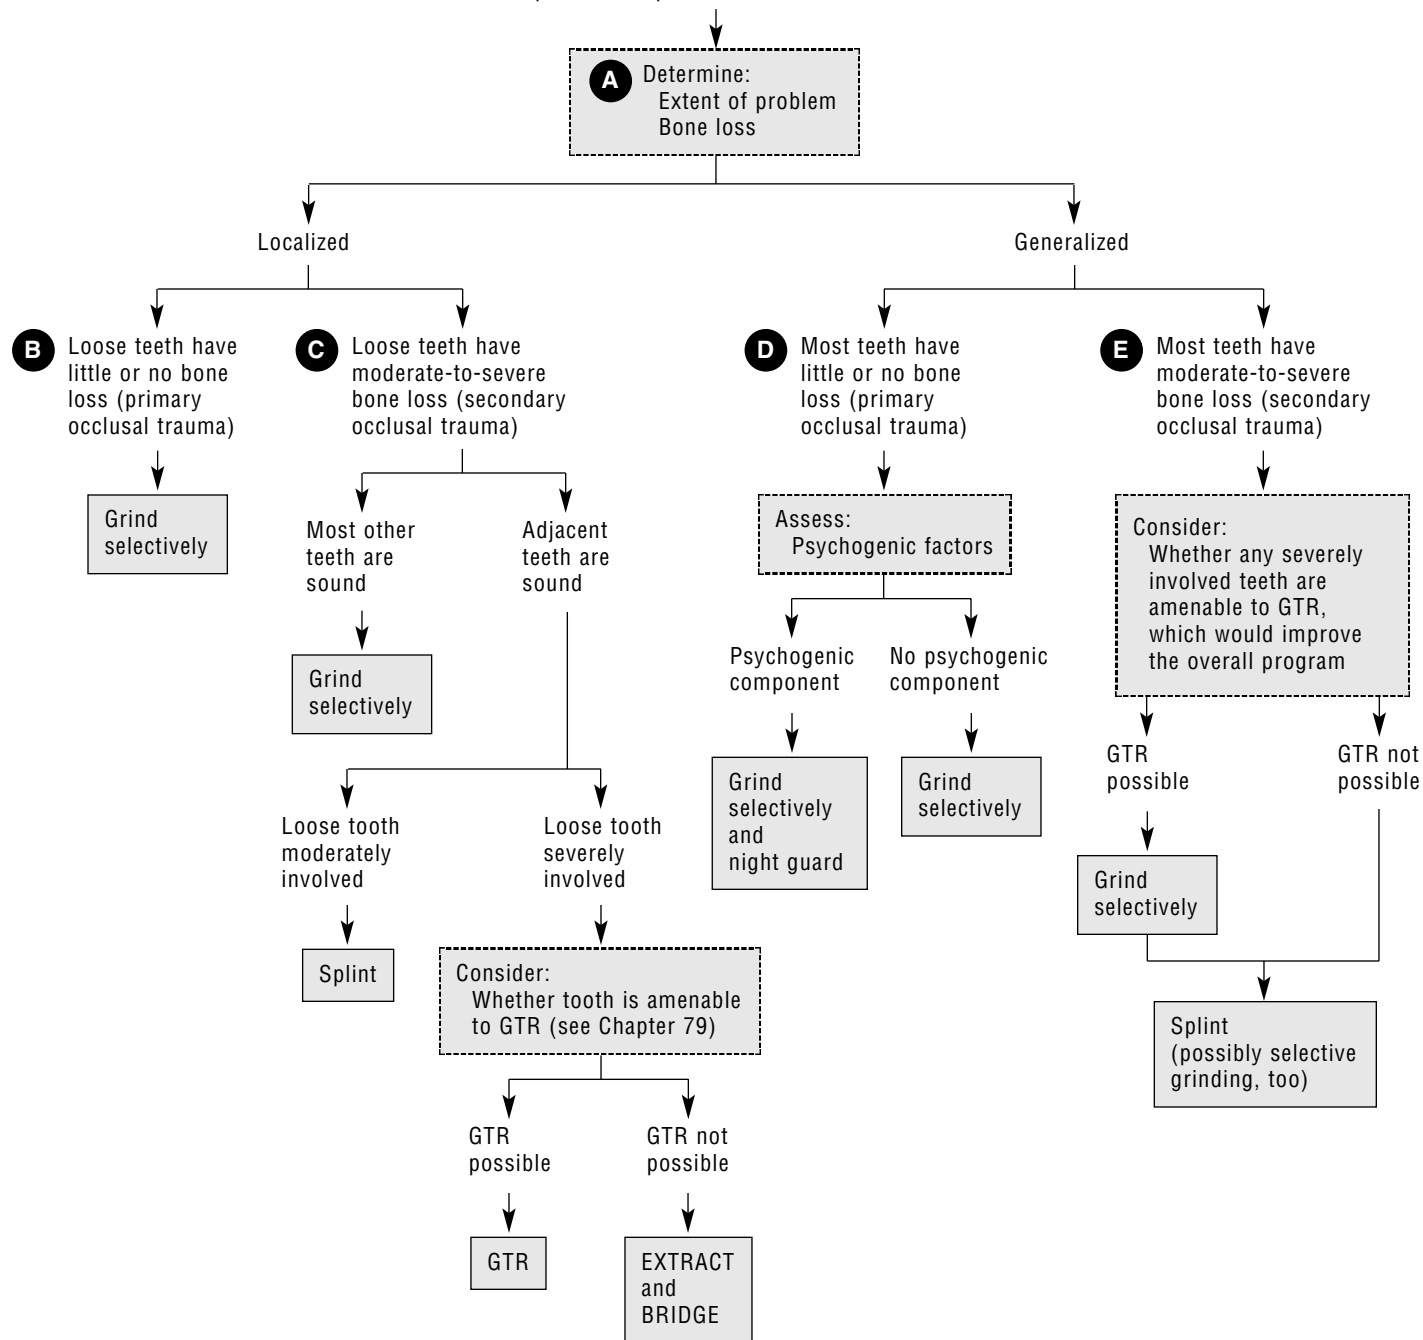 A
Determine:
Extent of problem
Bone loss
Localized
Generalized
B
Loose teeth have
little or no bone
loss (primary
occlusal trauma)
C
Loose teeth have
moderate-to-severe
bone loss (secondary
occlusal trauma)
D
Most teeth have
little or no bone
loss (primary
occlusal trauma)
E
Most teeth have
moderate-to-severe
bone loss (secondary
occlusal trauma)
Grind
selectively
Most other
teeth are
sound
Adjacent
teeth are
sound
Assess:
Psychogenic factors
Consider:
Whether any severely
involved teeth are
amenable to GTR,
which would improve
the overall program
Grind
selectively
Psychogenic
component
No psychogenic
component
GTR
possible
GTR not
possible
Grind
selectively
and
night guard
Grind
selectively
Loose tooth
moderately
involved
Loose tooth
severely
involved
Grind
selectively
Splint
Consider:
Whether tooth is amenable
to GTR (see Chapter 79)
Splint
(possibly selective
grinding, too)
GTR
possible
GTR not
possible
GTR
EXTRACT
and
BRIDGE